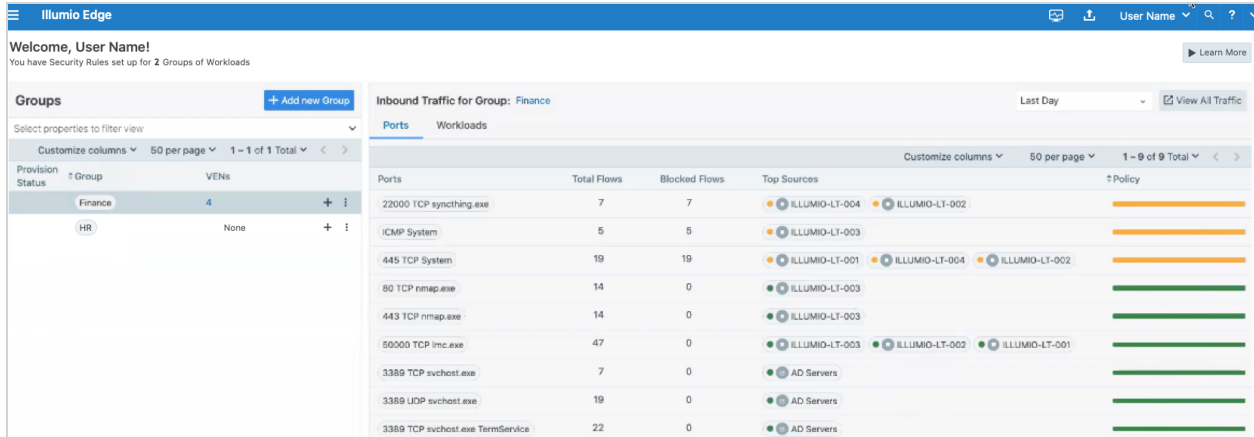 Illumio Edge
User Name
?
Welcome, User Name!
You have Security Rules set up for 2 Groups of Workloads
Learn More
Groups
+ Add new Group
Select properties to filter view
Customize columns 50 per page 1 – 1 of 1 Total
Provision Status Group VENs
Finance 4
HR None
Inbound Traffic for Group: Finance
Last Day
View All Traffic
Ports Workloads
Customize columns 50 per page 1 – 9 of 9 Total
Ports Total Flows Blocked Flows Top Sources Policy
22000 TCP syncthing.exe 7 7 ILLUMIO-LT-004 ILLUMIO-LT-002
ICMP System 5 5 ILLUMIO-LT-003
445 TCP System 19 19 ILLUMIO-LT-001 ILLUMIO-LT-004 ILLUMIO-LT-002
80 TCP nmap.exe 14 0 ILLUMIO-LT-003
443 TCP nmap.exe 14 0 ILLUMIO-LT-003
50000 TCP lmc.exe 47 0 ILLUMIO-LT-003 ILLUMIO-LT-002 ILLUMIO-LT-001
3389 TCP svchost.exe 7 0 AD Servers
3389 UDP svchost.exe 19 0 AD Servers
3389 TCP svchost.exe TermService 22 0 AD Servers